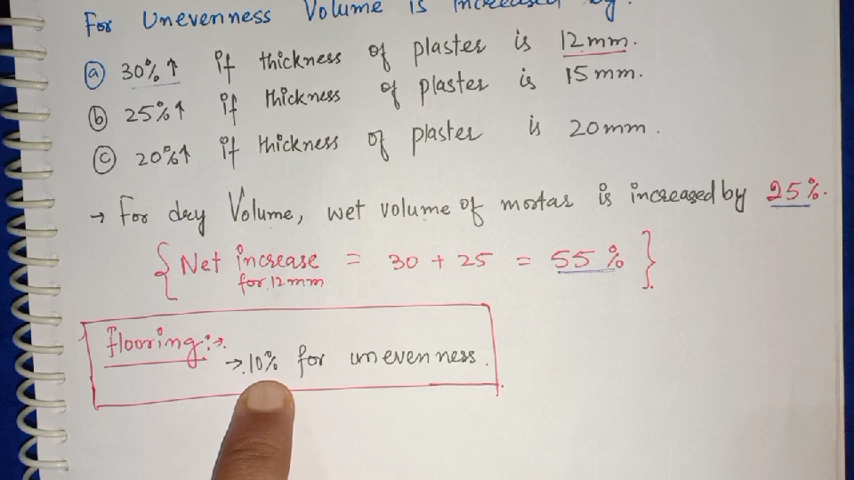 For Unevenness Volume is increased by:
(a) 30%↑ if thickness of plaster is 12mm.
(b) 25%↑ if thickness of plaster is 15mm.
(c) 20%↑ if thickness of plaster is 20mm.
→ For dry Volume, wet volume of mortar is increased by 25%.
{Net increase = 30 + 25 = 55%}
for 12mm
flooring:→
→ 10% for unevenness.